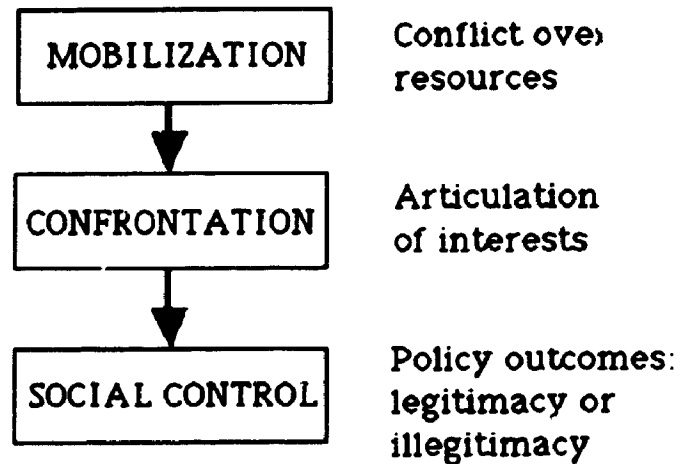 MOBILIZATION
Conflict over
resources
CONFRONTATION
Articulation
of interests
SOCIAL CONTROL
Policy outcomes:
legitimacy or
illegitimacy